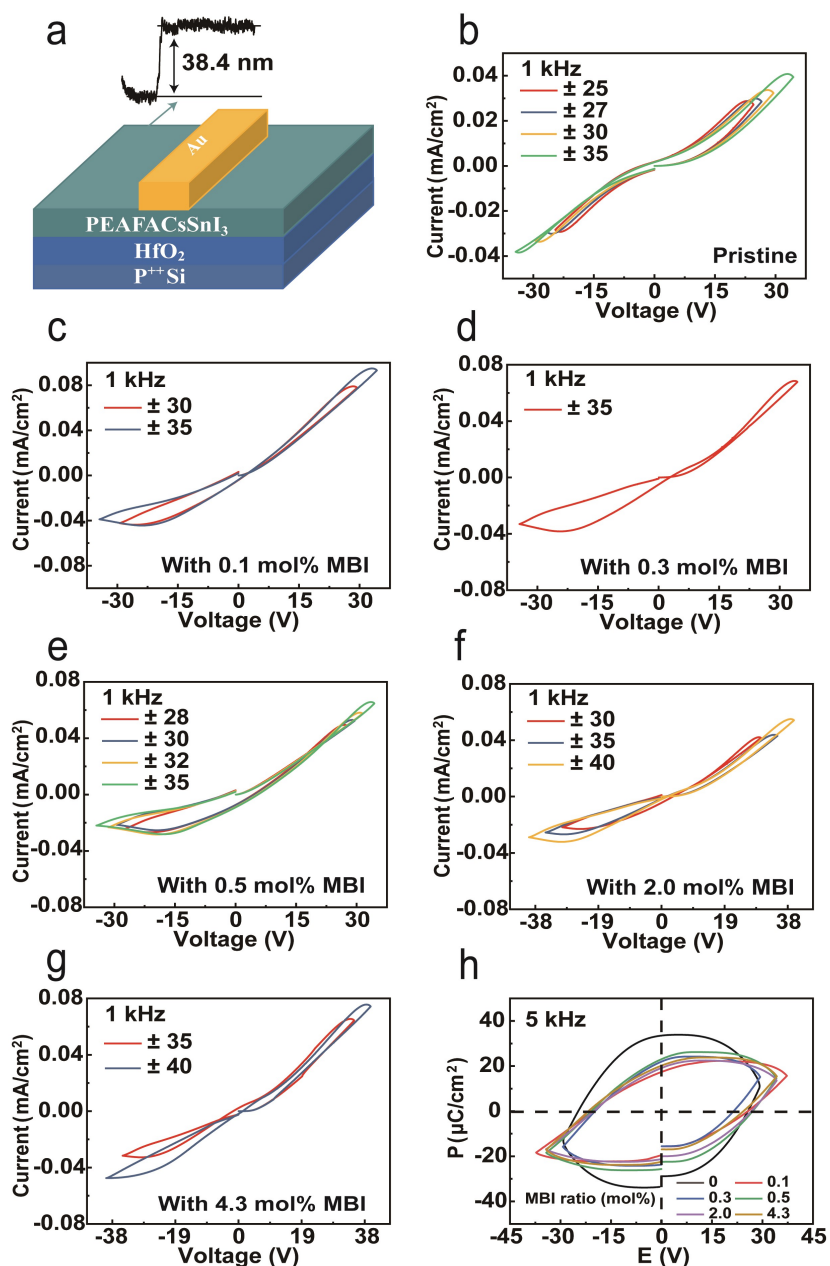 a
38.4 nm
Au
PEAFACsSnI₃
HfO₂
P⁺⁺Si
b
1 kHz
± 25
± 27
± 30
± 35
Pristine
Current (mA/cm²)
0.04
0.02
0.00
-0.02
-0.04
-30 -15 0 15 30
Voltage (V)
c
1 kHz
± 30
± 35
With 0.1 mol% MBI
Current (mA/cm²)
0.08
0.04
0.00
-0.04
-0.08
-30 -15 0 15 30
Voltage (V)
d
1 kHz
± 35
With 0.3 mol% MBI
Current (mA/cm²)
0.08
0.04
0.00
-0.04
-0.08
-30 -15 0 15 30
Voltage (V)
e
1 kHz
± 28
± 30
± 32
± 35
With 0.5 mol% MBI
Current (mA/cm²)
0.08
0.04
0.00
-0.04
-0.08
-30 -15 0 15 30
Voltage (V)
f
1 kHz
± 30
± 35
± 40
With 2.0 mol% MBI
Current (mA/cm²)
0.08
0.04
0.00
-0.04
-0.08
-38 -19 0 19 38
Voltage (V)
g
1 kHz
± 35
± 40
With 4.3 mol% MBI
Current (mA/cm²)
0.08
0.04
0.00
-0.04
-0.08
-38 -19 0 19 38
Voltage (V)
h
5 kHz
P (μC/cm²)
40
20
0
-20
-40
MBI ratio (mol%)
0 0.1
0.3 0.5
2.0 4.3
-45 -30 -15 0 15 30 45
E (V)